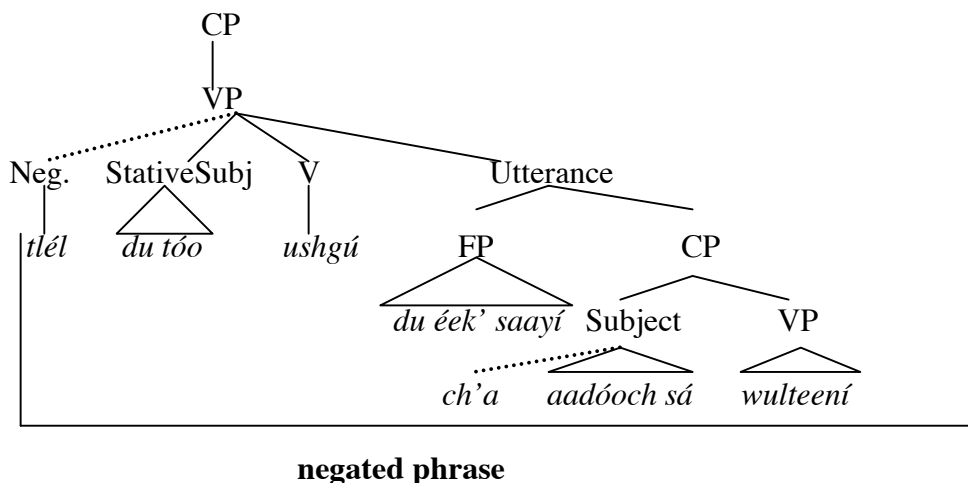 CP
VP
Neg. StativeSubj V Utterance
tlél du tóo ushgú FP CP
du éek’ saayí Subject VP
ch’a aadóoch sá wulteení
negated phrase